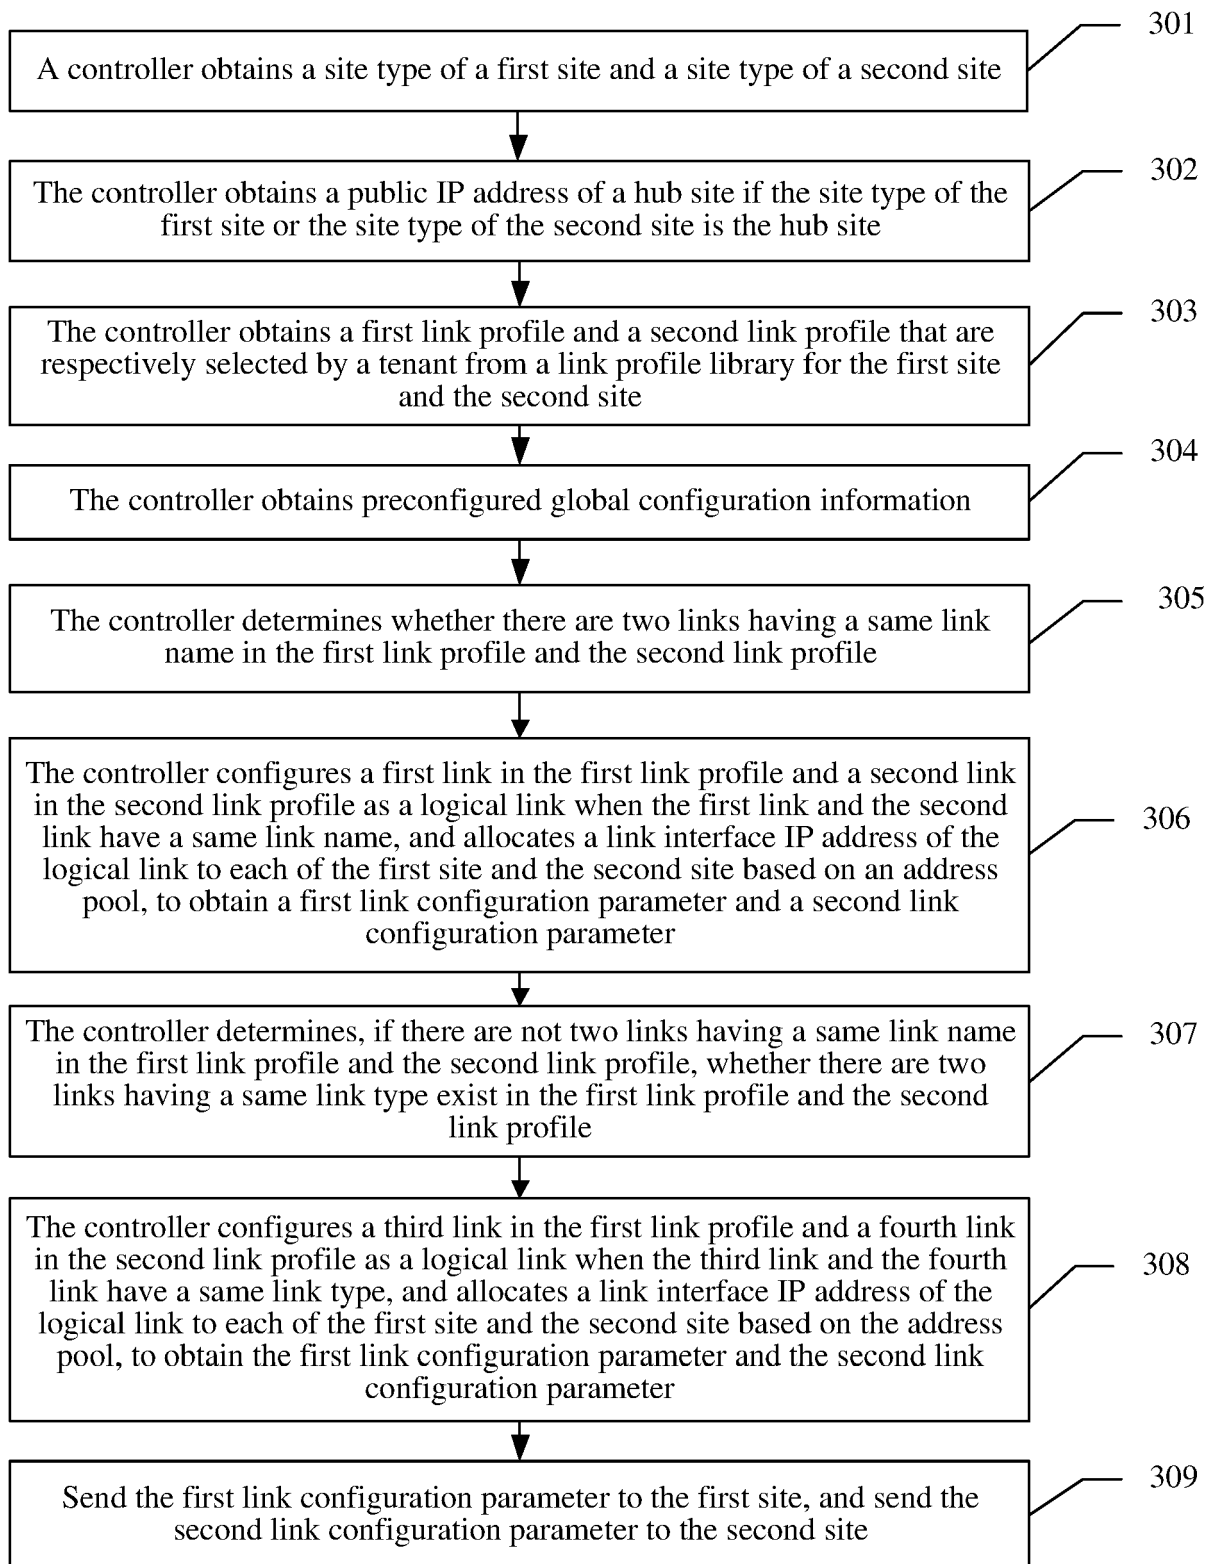 301
A controller obtains a site type of a first site and a site type of a second site
302
The controller obtains a public IP address of a hub site if the site type of the
first site or the site type of the second site is the hub site
303
The controller obtains a first link profile and a second link profile that are
respectively selected by a tenant from a link profile library for the first site
and the second site
304
The controller obtains preconfigured global configuration information
305
The controller determines whether there are two links having a same link
name in the first link profile and the second link profile
306
The controller configures a first link in the first link profile and a second link
in the second link profile as a logical link when the first link and the second
link have a same link name, and allocates a link interface IP address of the
logical link to each of the first site and the second site based on an address
pool, to obtain a first link configuration parameter and a second link
configuration parameter
307
The controller determines, if there are not two links having a same link name
in the first link profile and the second link profile, whether there are two
links having a same link type exist in the first link profile and the second
link profile
308
The controller configures a third link in the first link profile and a fourth link
in the second link profile as a logical link when the third link and the fourth
link have a same link type, and allocates a link interface IP address of the
logical link to each of the first site and the second site based on the address
pool, to obtain the first link configuration parameter and the second link
configuration parameter
309
Send the first link configuration parameter to the first site, and send the
second link configuration parameter to the second site